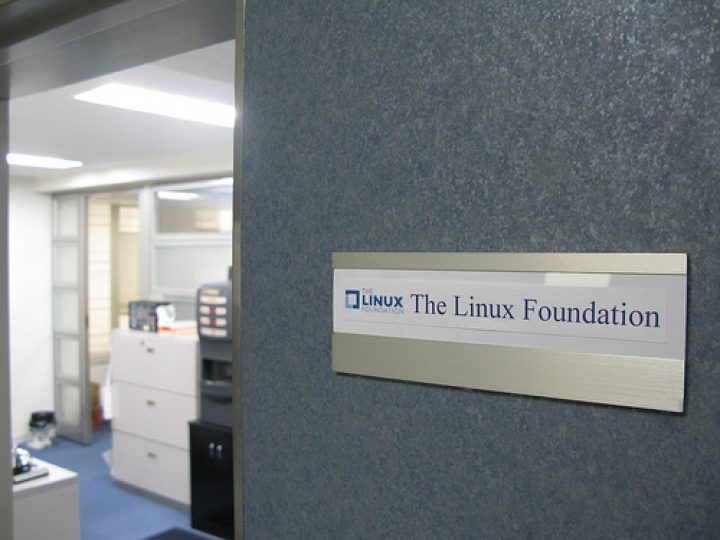 THE
LINUX
FOUNDATION
The Linux Foundation